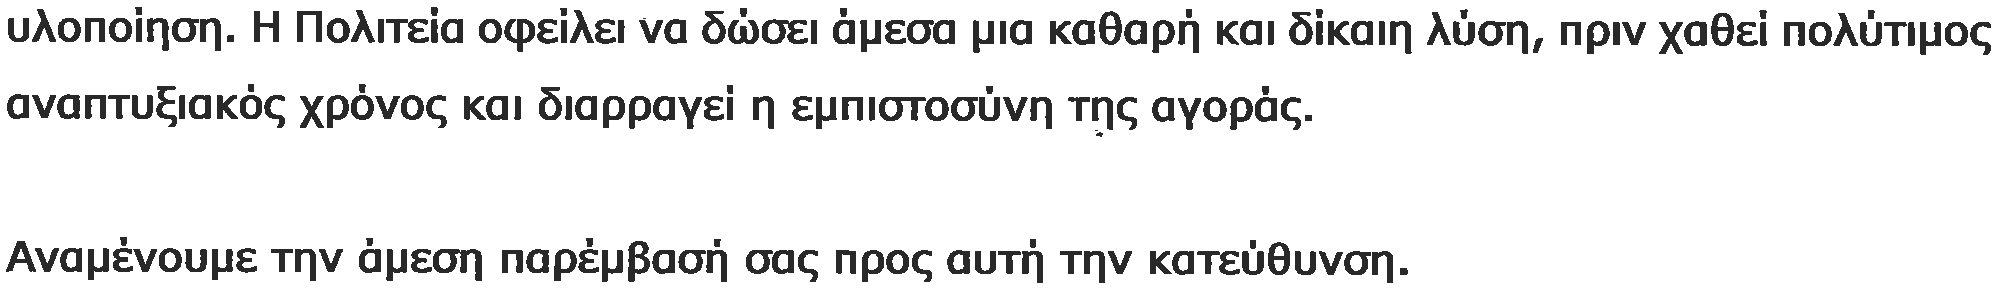 υλοποίηση. Η Πολιτεία οφείλει να δώσει άμεσα μια καθαρή και δίκαιη λύση, πριν χαθεί πολύτιμος
αναπτυξιακός χρόνος και διαρραγεί η εμπιστοσύνη της αγοράς.
Αναμένουμε την άμεση παρέμβασή σας προς αυτή την κατεύθυνση.